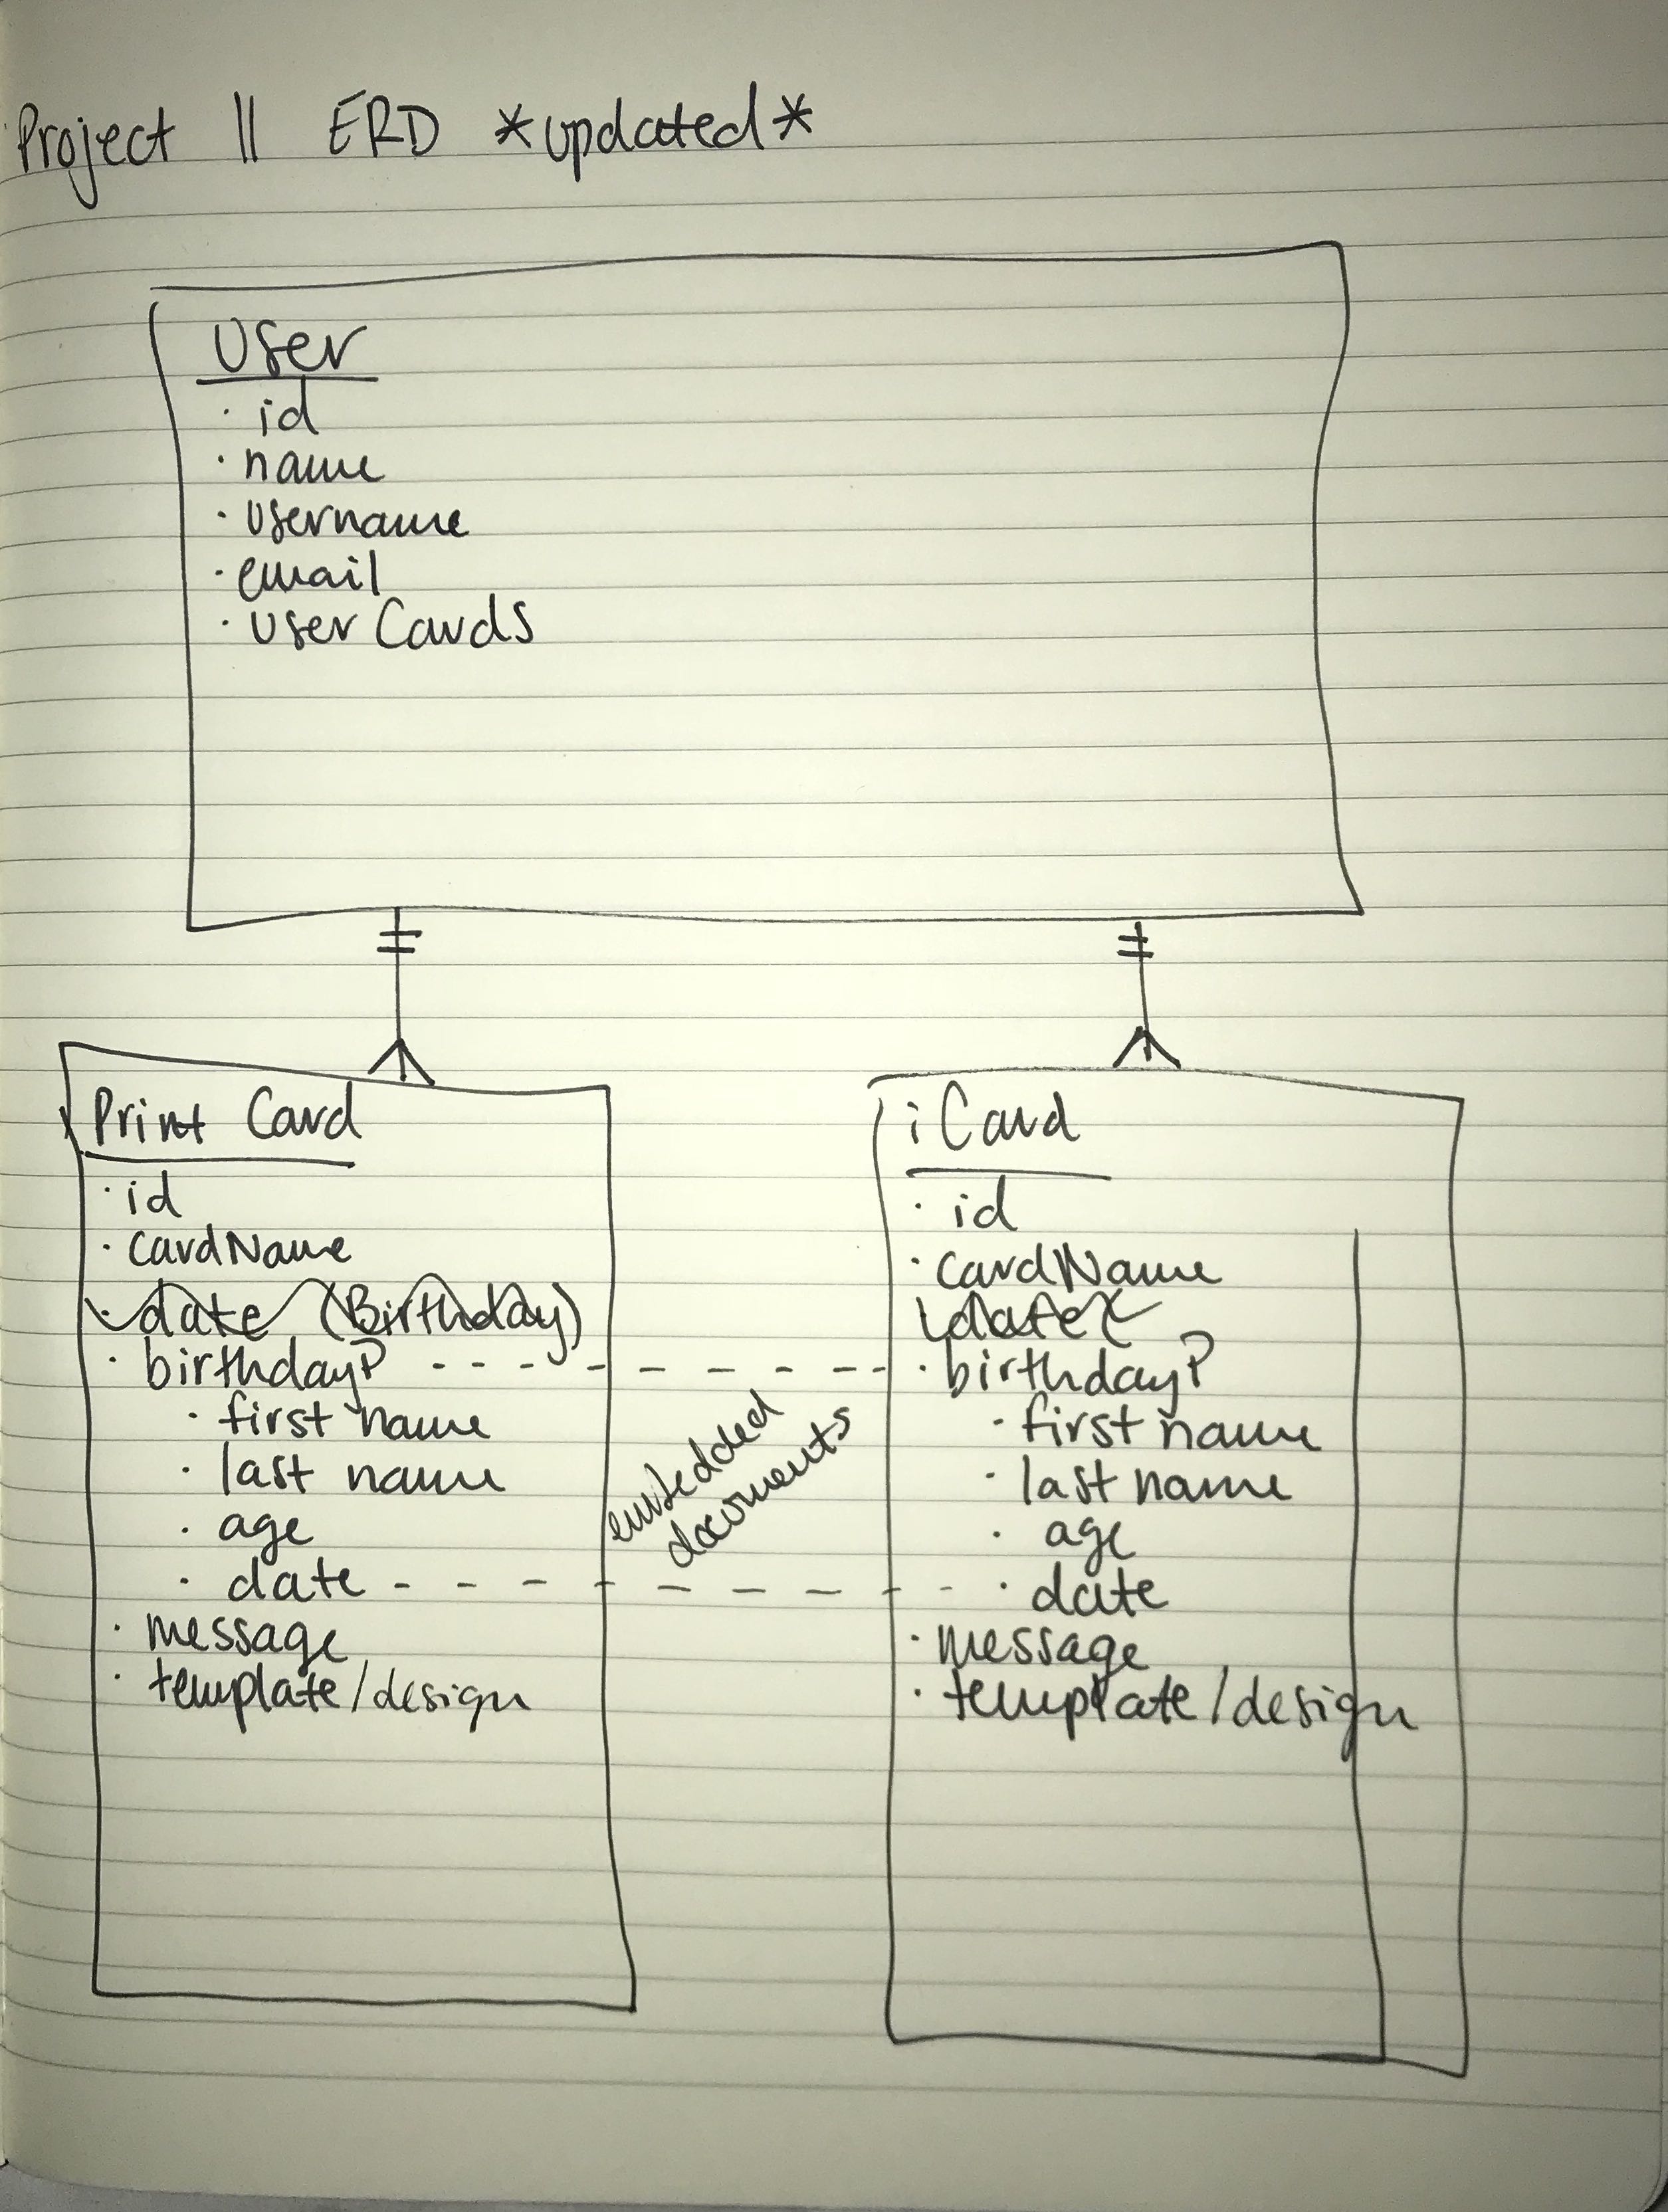 Project II ERD *updated*
User
· id
· name
· username
· email
· user Cards
Print Card
· id
· cardName
· date (Birthday)
· birthday?
· first name
· last name
· age
· date
· message
· template/design
embedded
documents
iCard
· id
· cardName
date
· birthday?
· first name
· last name
· age
· date
· message
· template/design